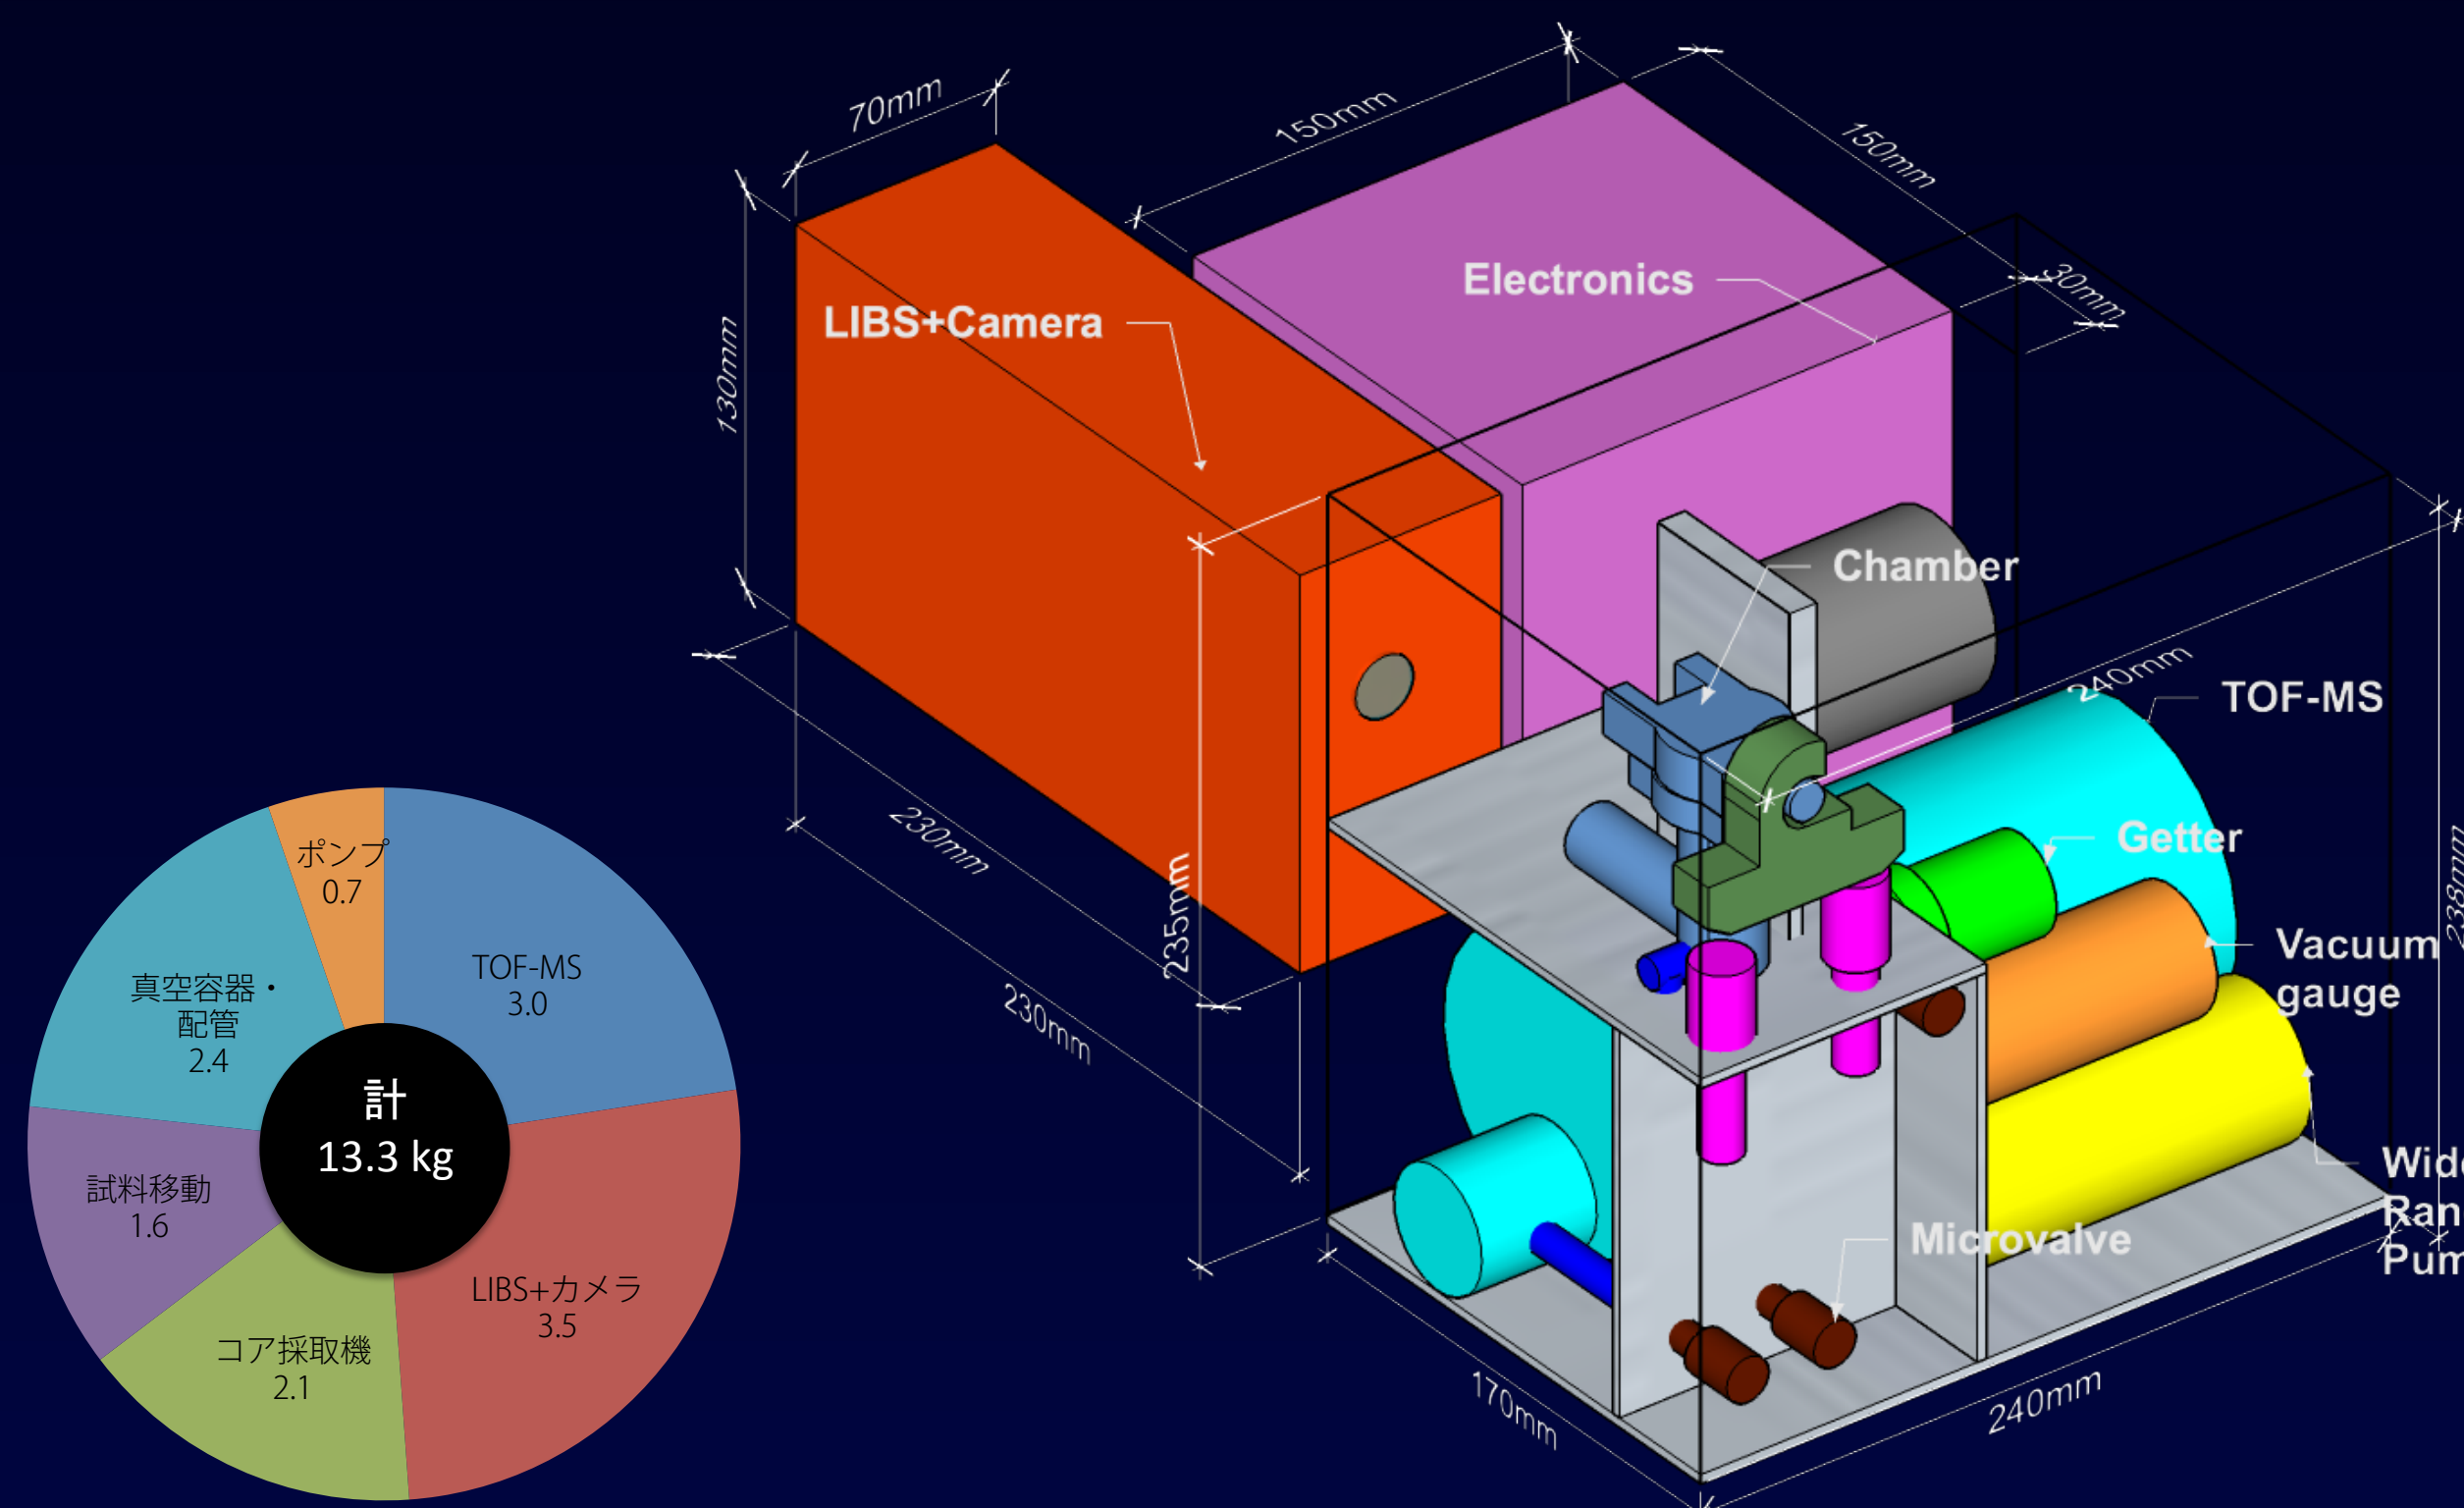 70mm
150mm
150mm
30mm
130mm
LIBS+Camera
Electronics
Chamber
240mm
TOF-MS
Getter
238mm
Vacuum
gauge
230mm
235mm
230mm
Microvalve
Ran
Pum
170mm
240mm
ポンプ
0.7
TOF-MS
3.0
真空容器・
配管
2.4
計
13.3 kg
試料移動
1.6
LIBS+カメラ
3.5
コア採取機
2.1